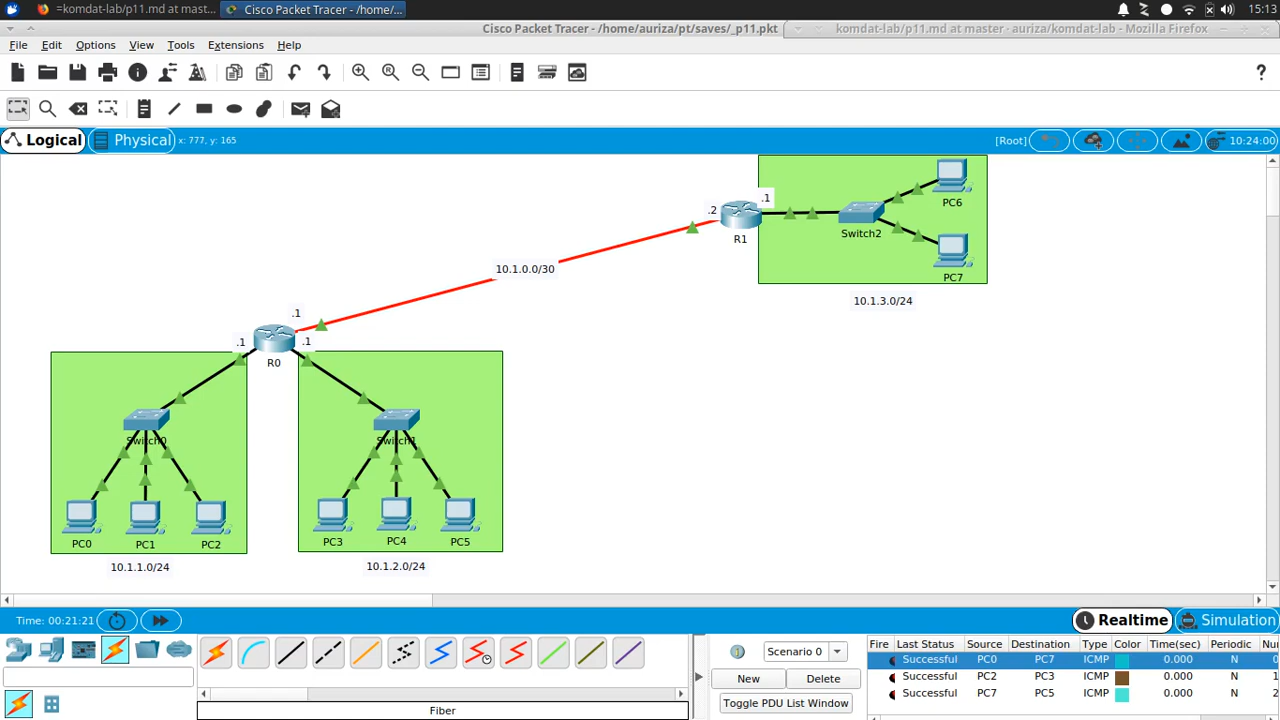 =komdat-lab/p11.md at mast...
Cisco Packet Tracer - /home/...
15:13
Cisco Packet Tracer - /home/auriza/pt/saves/_p11.pkt
komdat-lab/p11.md at master · auriza/komdat-lab - Mozilla Firefox
File Edit Options View Tools Extensions Help
?
Logical
Physical
x: 777, y: 165
[Root]
10:24:00
PC6
.1
.2
R1
Switch2
PC7
10.1.0.0/30
10.1.3.0/24
.1
.1
.1
R0
Switch0
Switch1
PC0
PC1
PC2
PC3
PC4
PC5
10.1.1.0/24
10.1.2.0/24
Time: 00:21:21
Realtime
Simulation
Scenario 0
New
Delete
Toggle PDU List Window
Fire Last Status Source Destination Type Color Time(sec) Periodic Nu
Successful PC0 PC7 ICMP 0.000 N 0
Successful PC2 PC3 ICMP 0.000 N 1
Successful PC7 PC5 ICMP 0.000 N 2
Fiber